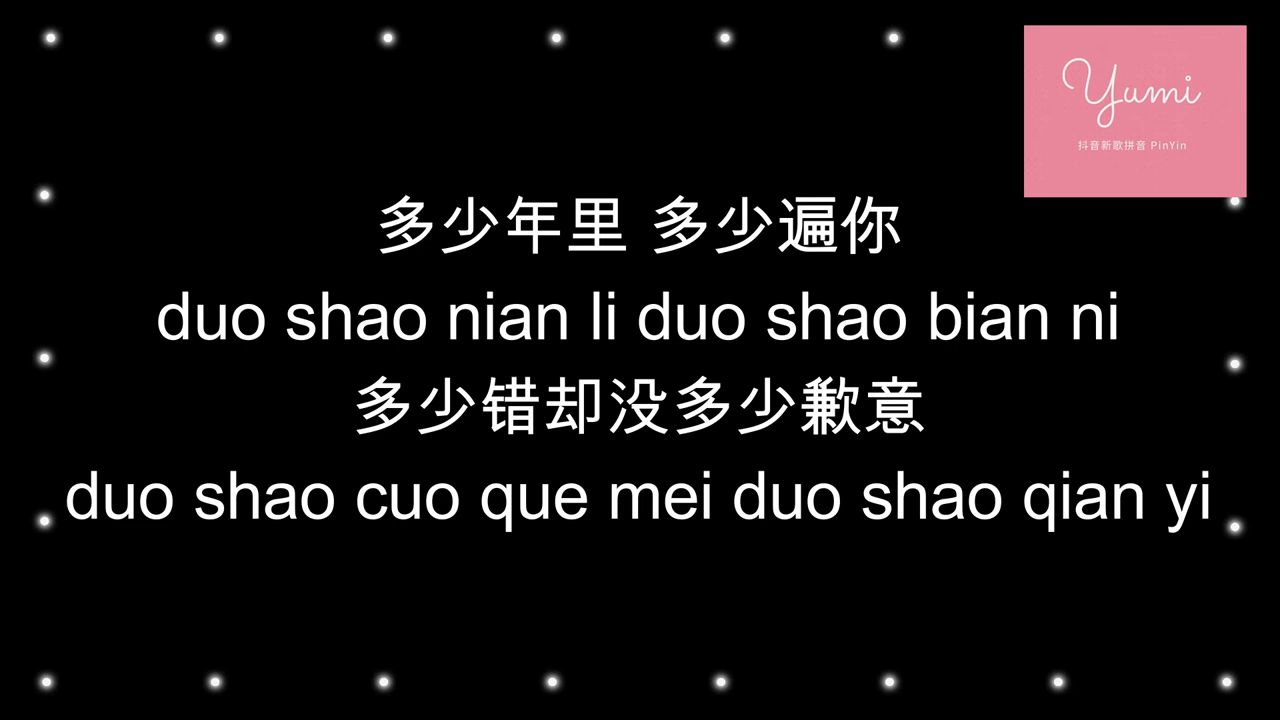 Yumi
抖音新歌拼音 PinYin
多少年里 多少遍你
duo shao nian li duo shao bian ni
多少错却没多少歉意
duo shao cuo que mei duo shao qian yi